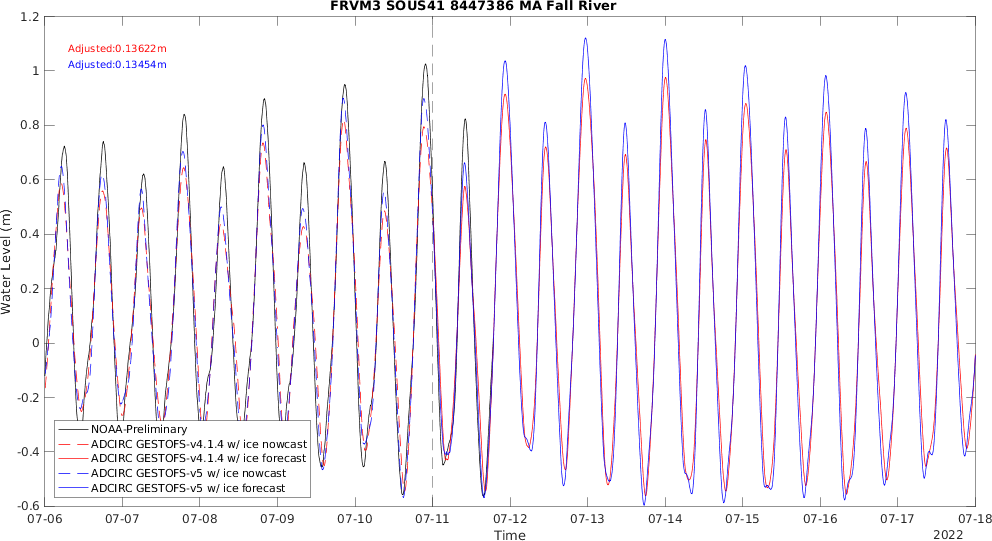 FRVM3 SOUS41 8447386 MA Fall River
Adjusted:0.13622m
Adjusted:0.13454m
1.2
1
0.8
0.6
0.4
0.2
0
-0.2
-0.4
-0.6
Water Level (m)
NOAA-Preliminary
ADCIRC GESTOFS-v4.1.4 w/ ice nowcast
ADCIRC GESTOFS-v4.1.4 w/ ice forecast
ADCIRC GESTOFS-v5 w/ ice nowcast
ADCIRC GESTOFS-v5 w/ ice forecast
07-06 07-07 07-08 07-09 07-10 07-11 07-12 07-13 07-14 07-15 07-16 07-17 07-18
Time
2022